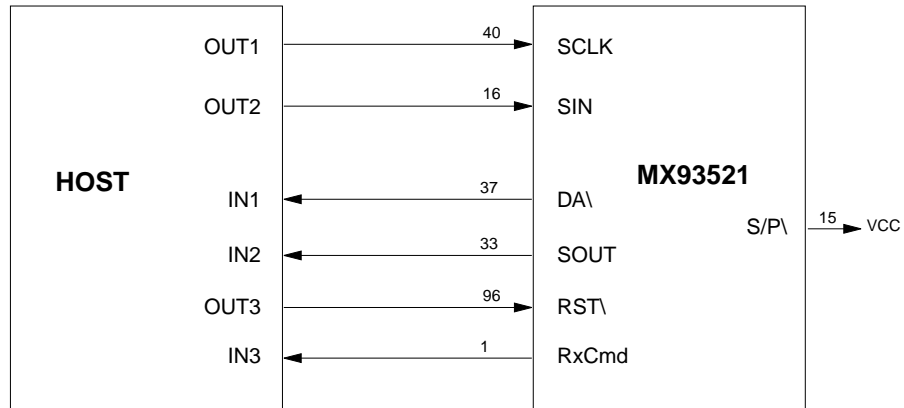 OUT1 40 SCLK
OUT2 16 SIN
HOST MX93521
IN1 37 DA\
S/P\ 15 VCC
IN2 33 SOUT
OUT3 96 RST\
IN3 1 RxCmd